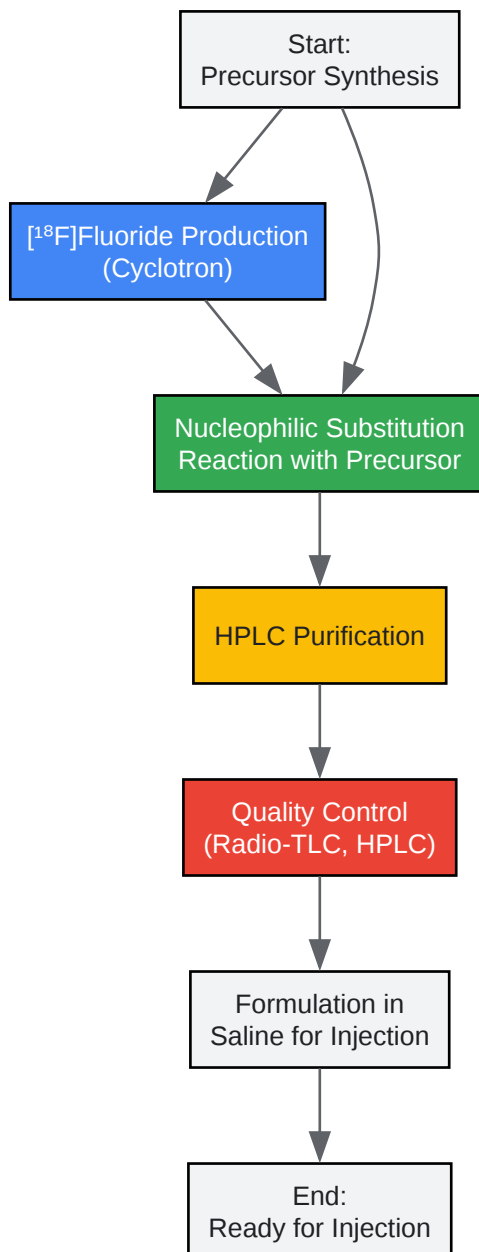 Start:
Precursor Synthesis
[¹⁸F]Fluoride Production
(Cyclotron)
Nucleophilic Substitution
Reaction with Precursor
HPLC Purification
Quality Control
(Radio-TLC, HPLC)
Formulation in
Saline for Injection
End:
Ready for Injection